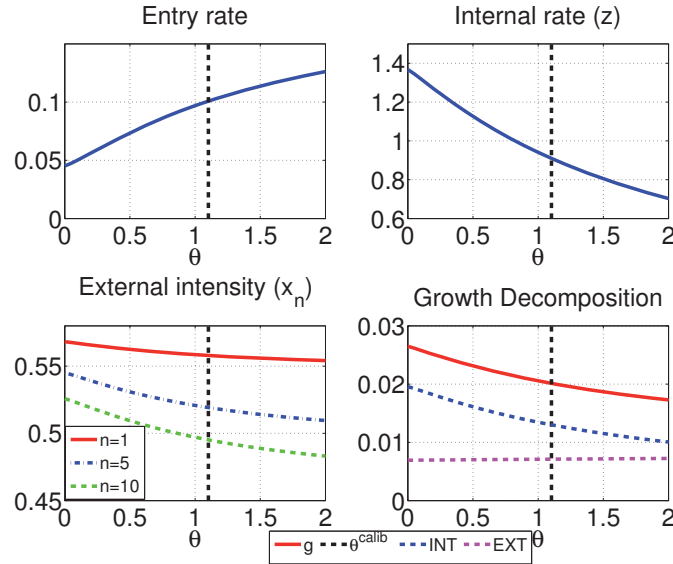 Entry rate
0.1
0.05
0
0 0.5 1 1.5 2
θ
Internal rate (z)
1.4
1.2
1
0.8
0.6
0 0.5 1 1.5 2
θ
External intensity (xn)
0.55
0.5
0.45
n=1
n=5
n=10
0 0.5 1 1.5 2
θ
Growth Decomposition
0.03
0.02
0.01
0
0 0.5 1 1.5 2
θ
g θcalib INT EXT